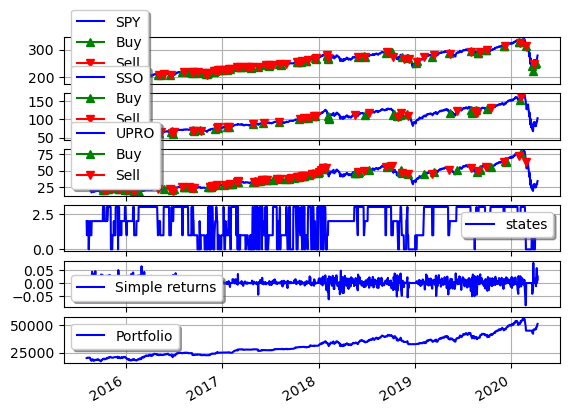 SPY
Buy
Sell
300
200
SSO
Buy
Sell
150
100
50
UPRO
Buy
Sell
75
50
25
2.5
0.0
states
0.05
0.00
−0.05
Simple returns
50000
25000
Portfolio
2016 2017 2018 2019 2020